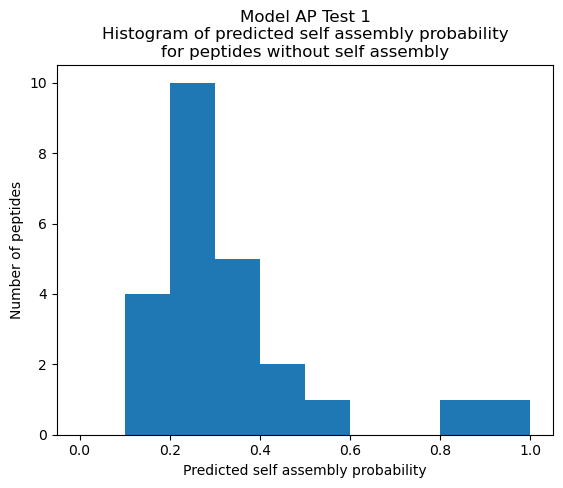 Model AP Test 1
Histogram of predicted self assembly probability
for peptides without self assembly
10
8
6
4
2
0
Number of peptides
0.0 0.2 0.4 0.6 0.8 1.0
Predicted self assembly probability